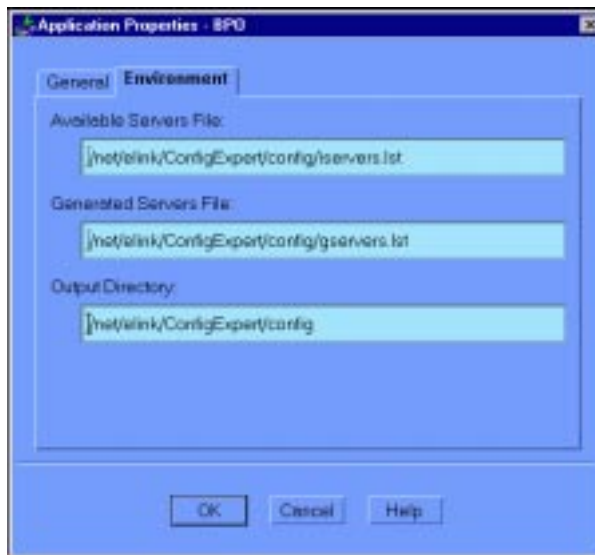 Application Properties - BPO
General Environment
Available Servers File:
/net/elink/ConfigExpert/config/iservers.lst
Generated Servers File:
/net/elink/ConfigExpert/config/gservers.lst
Output Directory:
/net/elink/ConfigExpert/config
OK Cancel Help